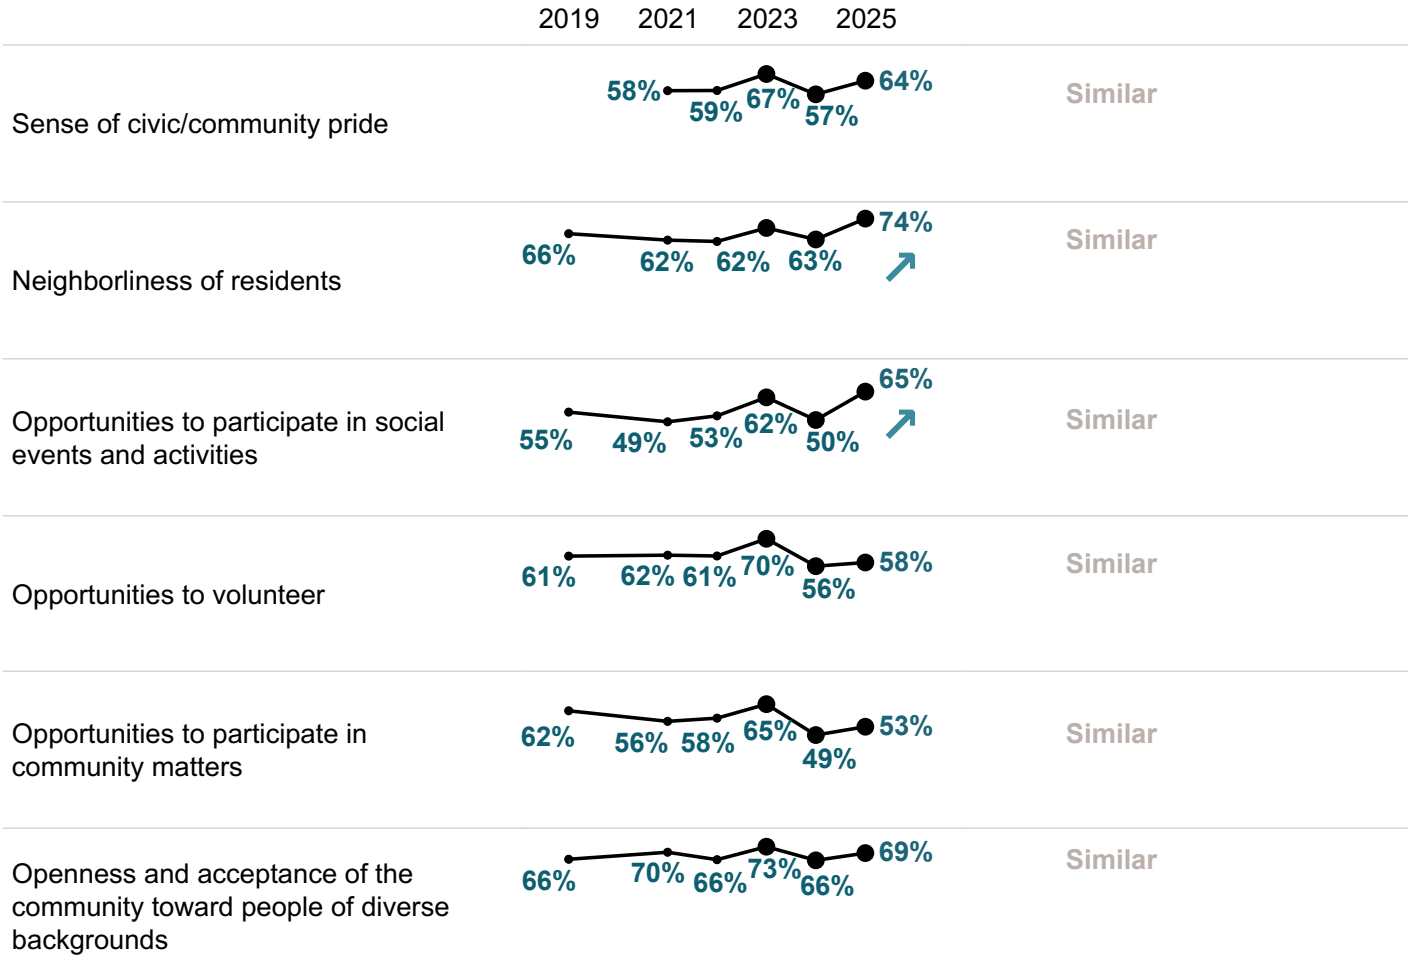 2019 2021 2023 2025
Sense of civic/community pride
58% 59% 67% 57% 64%
Similar
Neighborliness of residents
66% 62% 62% 63% 74%
Similar
Opportunities to participate in social
events and activities
55% 49% 53% 62% 50% 65%
Similar
Opportunities to volunteer
61% 62% 61% 70% 56% 58%
Similar
Opportunities to participate in
community matters
62% 56% 58% 65% 49% 53%
Similar
Openness and acceptance of the
community toward people of diverse
backgrounds
66% 70% 66% 73% 66% 69%
Similar